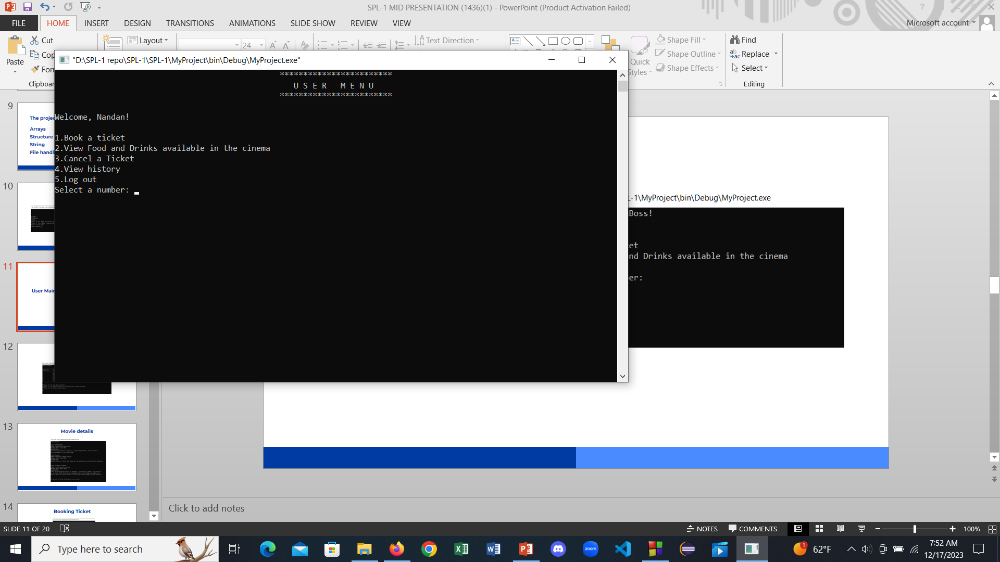 SPL-1 MID PRESENTATION (1436)(1) - PowerPoint (Product Activation Failed)
FILE HOME INSERT DESIGN TRANSITIONS ANIMATIONS SLIDE SHOW REVIEW VIEW Microsoft account
Paste
Cut
Clipboard
Layout
24
Text Direction
Quick
Styles
Shape Fill
Shape Outline
Shape Effects
Find
Replace
Select
Editing
"D:\SPL-1 repo\SPL-1\SPL-1\MyProject\bin\Debug\MyProject.exe"
************************
U S E R   M E N U
************************
Welcome, Nandan!
1.Book a ticket
2.View Food and Drinks available in the cinema
3.Cancel a Ticket
4.View history
5.Log out
Select a number:
L-1\MyProject\bin\Debug\MyProject.exe
Boss!
et
nd Drinks available in the cinema
er:
9
The projec
Arrays
Structure
String
File handl
10
11
User Main
12
13
Movie details
14
Booking Ticket
Click to add notes
SLIDE 11 OF 20
NOTES COMMENTS 100%
Type here to search
zoom
1
62°F
7:52 AM
12/17/2023